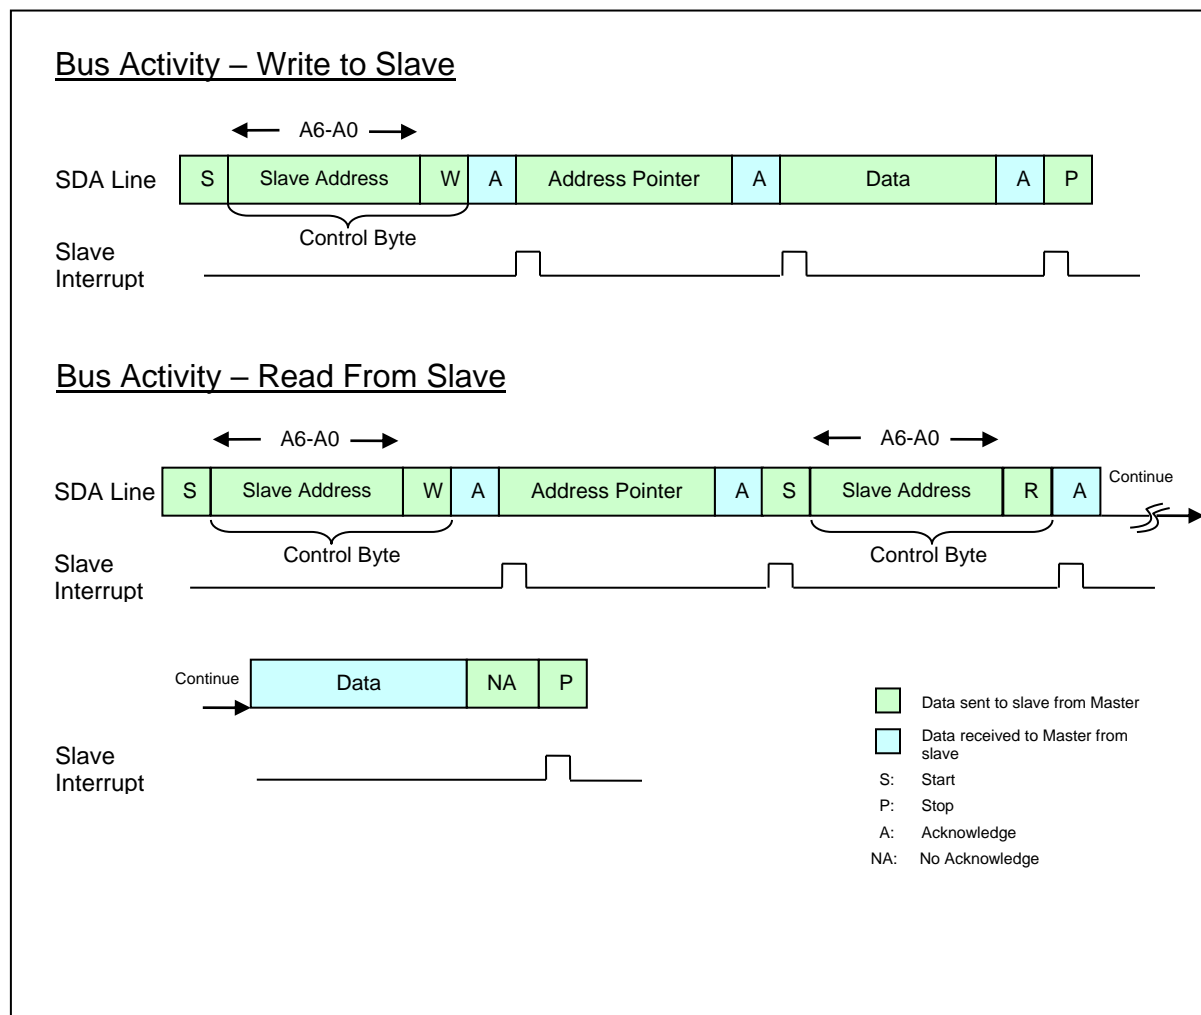 Bus Activity – Write to Slave
A6-A0
SDA Line S Slave Address W A Address Pointer A Data A P
Control Byte
Slave
Interrupt
Bus Activity – Read From Slave
A6-A0 A6-A0
SDA Line S Slave Address W A Address Pointer A S Slave Address R A Continue
Control Byte Control Byte
Slave
Interrupt
Continue Data NA P
Slave
Interrupt
Data sent to slave from Master
Data received to Master from
slave
S: Start
P: Stop
A: Acknowledge
NA: No Acknowledge